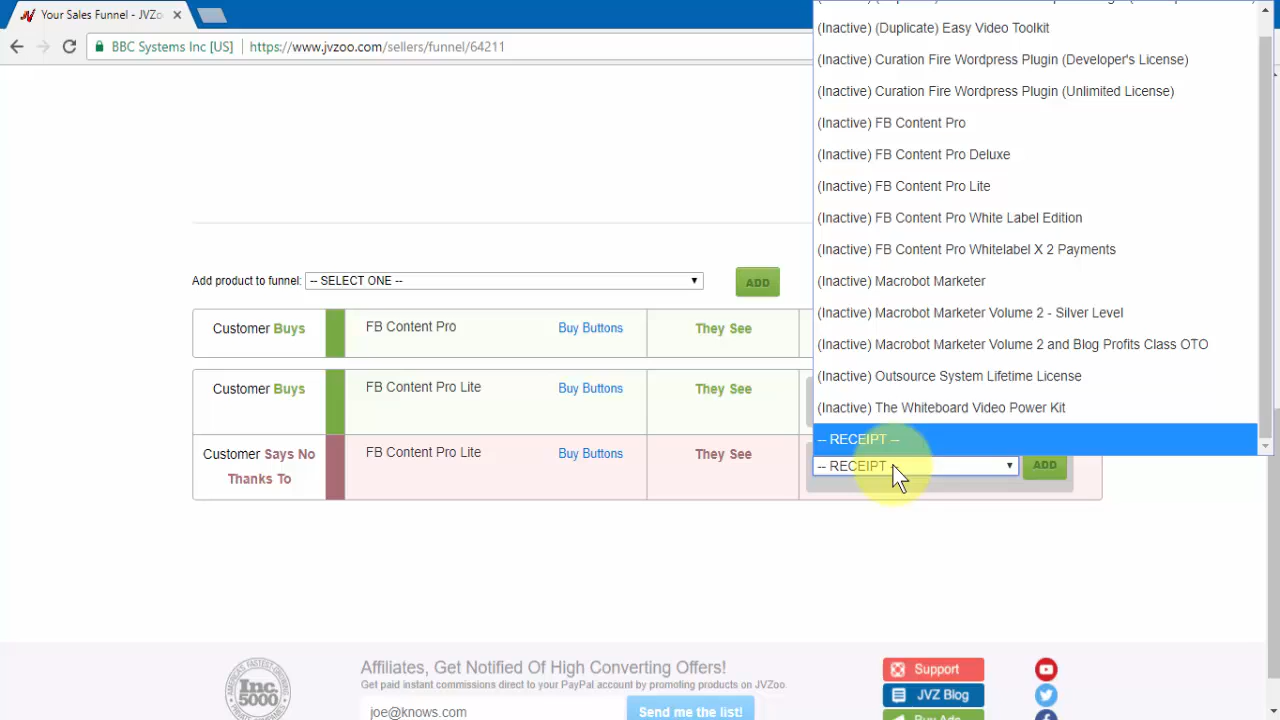 Your Sales Funnel - JVZo
BBC Systems Inc [US]
https://www.jvzoo.com/sellers/funnel/64211
(Inactive) (Duplicate) Easy Video Toolkit
(Inactive) Curation Fire Wordpress Plugin (Developer's License)
(Inactive) Curation Fire Wordpress Plugin (Unlimited License)
(Inactive) FB Content Pro
(Inactive) FB Content Pro Deluxe
(Inactive) FB Content Pro Lite
(Inactive) FB Content Pro White Label Edition
(Inactive) FB Content Pro Whitelabel X 2 Payments
(Inactive) Macrobot Marketer
(Inactive) Macrobot Marketer Volume 2 - Silver Level
(Inactive) Macrobot Marketer Volume 2 and Blog Profits Class OTO
(Inactive) Outsource System Lifetime License
(Inactive) The Whiteboard Video Power Kit
-- RECEIPT --
-- RECEIPT
ADD
Add product to funnel:
-- SELECT ONE --
ADD
Customer Buys
FB Content Pro
Buy Buttons
They See
Customer Buys
FB Content Pro Lite
Buy Buttons
They See
Customer Says No
Thanks To
FB Content Pro Lite
Buy Buttons
They See
Affiliates, Get Notified Of High Converting Offers!
Get paid instant commissions direct to your PayPal account by promoting products on JVZoo.
joe@knows.com
Send me the list!
Inc.
5000
Support
JVZ Blog
Buy Ads